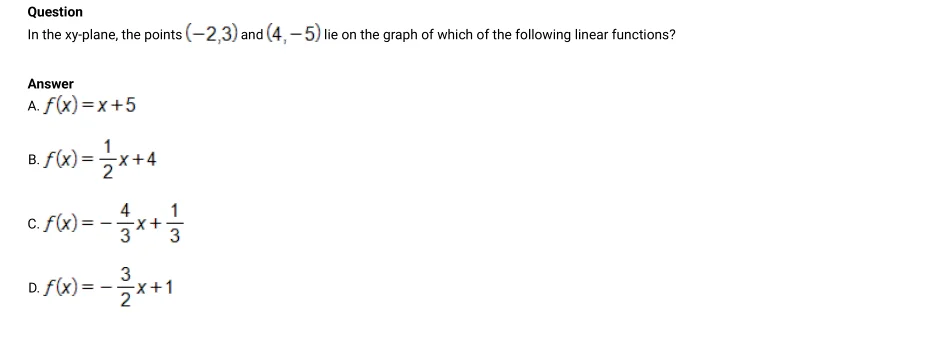 Question
In the xy-plane, the points (−2,3) and (4,−5) lie on the graph of which of the following linear functions?
Answer
A. f(x)=x+5
B. f(x)=1/2x+4
C. f(x)=−4/3x+1/3
D. f(x)=−3/2x+1